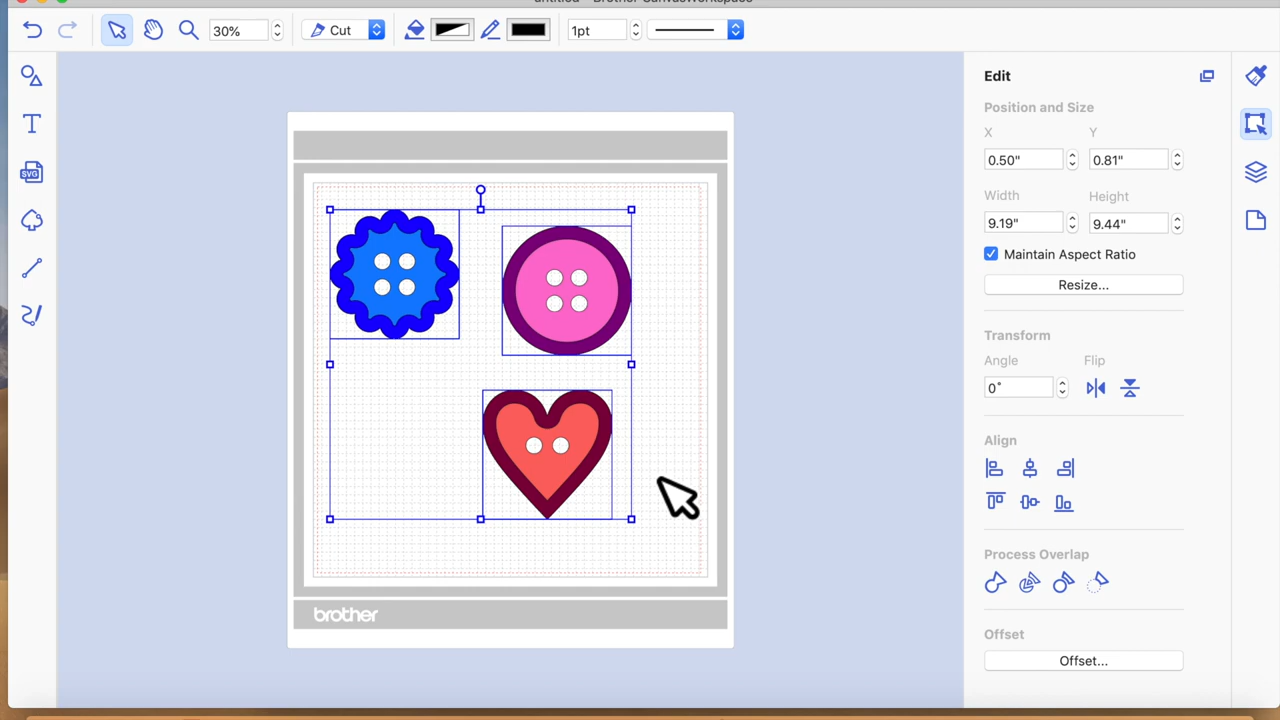 untitled - Brother CanvasWorkspace
30%
Cut
1pt
T
SVG
brother
Edit
Position and Size
X
Y
0.50"
0.81"
Width
Height
9.19"
9.44"
Maintain Aspect Ratio
Resize...
Transform
Angle
Flip
0°
Align
Process Overlap
Offset
Offset...